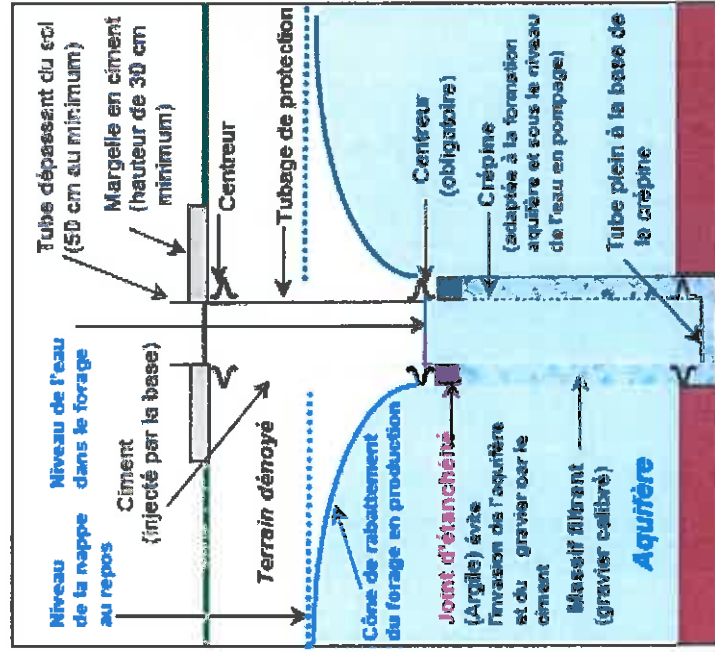 Niveau
de la nappe
au repos
Niveau de l'eau
dans le forage
Tube dépassant du sol
(50 cm au minimum)
Margelle en ciment
(hauteur de 30 cm
minimum)
Ciment
(injecté par la base)
Centreur
Terrain dénoyé
Tubage de protection
Cône de rabattement
du forage en production
Joint d'étanchéité
(Argile) évite
l'invasion de l'aquifère
et du gravier par le
ciment
Centreur
(obligatoire)
Crépine
(adaptée à la formation
aquifère et sous le niveau
de l'eau en pompage)
Massif filtrant
(gravier calibré)
Tube plein à la base de
la crépine
Aquifère